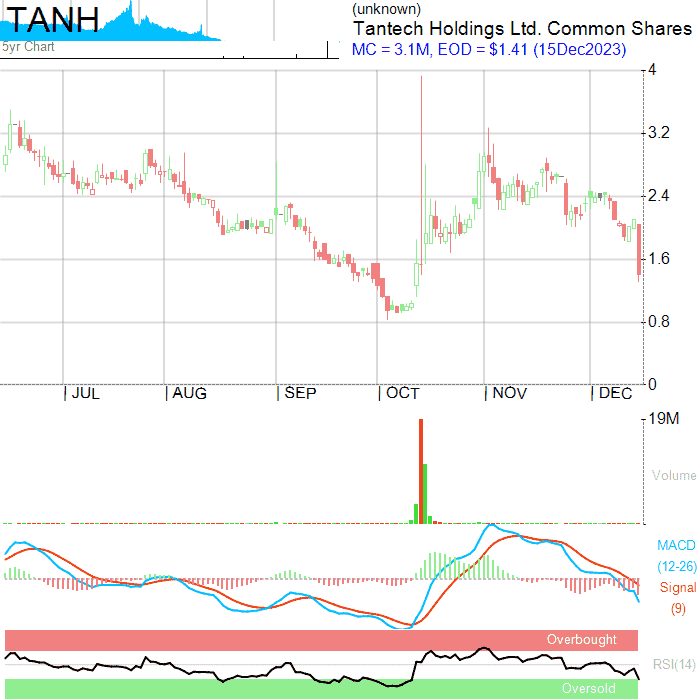 TANH
5yr Chart
(unknown)
Tantech Holdings Ltd. Common Shares
MC = 3.1M, EOD = $1.41 (15Dec2023)
4
3.2
2.4
1.6
0.8
0
JUL AUG SEP OCT NOV DEC
19M
Volume
MACD
(12-26)
Signal
(9)
Overbought
RSI(14)
Oversold